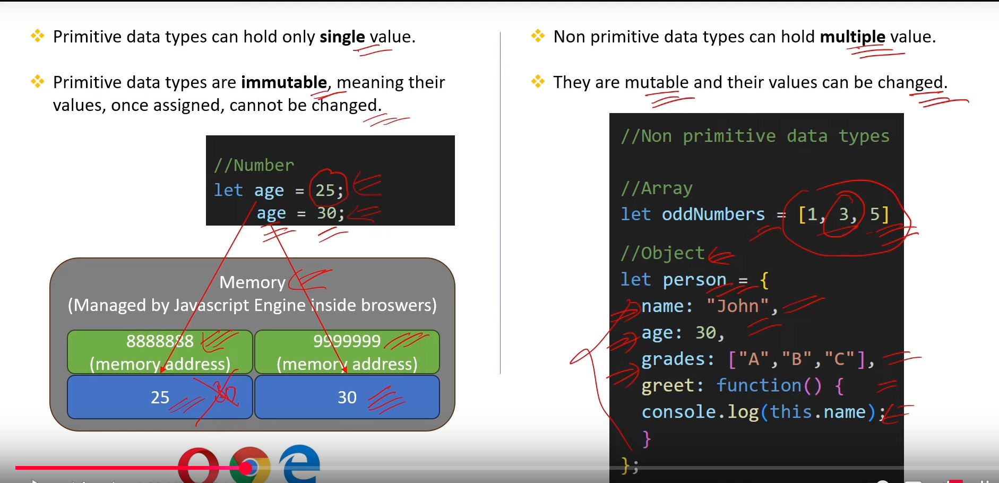 Primitive data types can hold only single value.
Primitive data types are immutable, meaning their
values, once assigned, cannot be changed.
//Number
let age = 25;
age = 30;
Memory
(Managed by Javascript Engine inside broswers)
8888888
(memory address)
25
30
9999999
(memory address)
30
Non primitive data types can hold multiple value.
They are mutable and their values can be changed.
//Non primitive data types
//Array
let oddNumbers = [1, 3, 5]
//Object
let person = {
name: "John",
age: 30,
grades: ["A","B","C"],
greet: function() {
console.log(this.name);
}
};